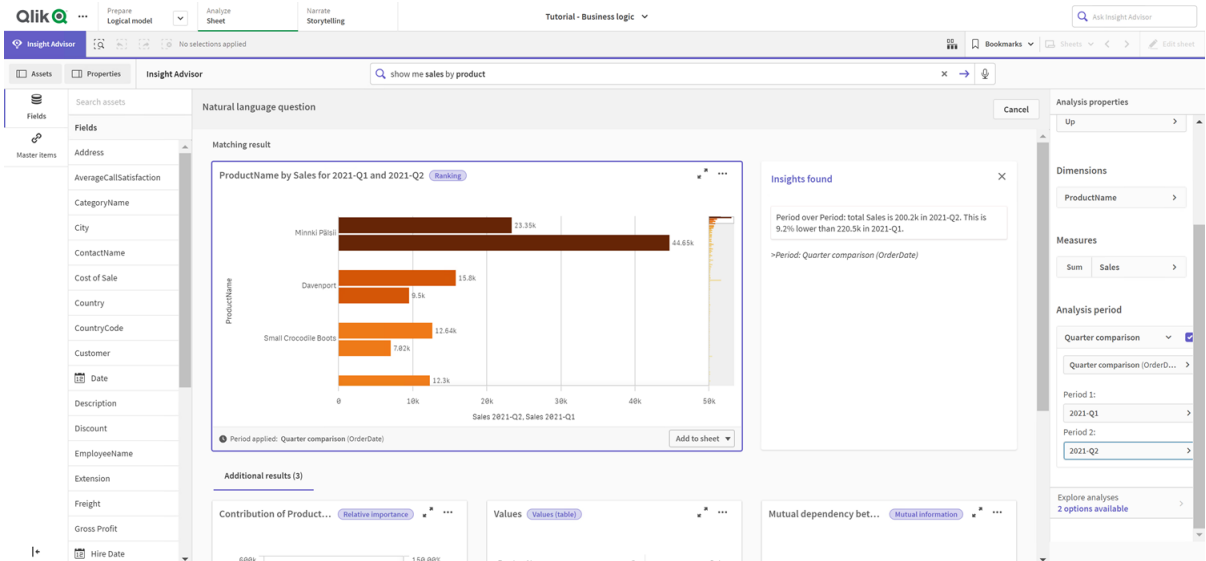 Qlik
Prepare
Logical model
Analyze
Sheet
Narrate
Storytelling
Tutorial - Business logic
Ask Insight Advisor
Insight Advisor
No selections applied
Bookmarks
Sheets
Edit sheet
Assets
Properties
Insight Advisor
show me sales by product
Fields
Master items
Search assets
Fields
Address
AverageCallSatisfaction
CategoryName
City
ContactName
Cost of Sale
Country
CountryCode
Customer
Date
Description
Discount
EmployeeName
Extension
Freight
Gross Profit
Hire Date
Natural language question
Cancel
Matching result
ProductName by Sales for 2021-Q1 and 2021-Q2
Ranking
ProductName
Minnki Pälsii
23.35k
44.65k
Davenport
15.8k
9.5k
Small Crocodile Boots
12.64k
7.02k
12.3k
0
10k
20k
30k
40k
50k
Sales 2021-Q2, Sales 2021-Q1
Period applied: Quarter comparison (OrderDate)
Add to sheet
Insights found
Period over Period: total Sales is 200.2k in 2021-Q2. This is
9.2% lower than 220.5k in 2021-Q1.
>Period: Quarter comparison (OrderDate)
Additional results (3)
Contribution of Product...
Relative importance
600k
150.00%
Values
Values (table)
Mutual dependency bet...
Mutual information
Analysis properties
Up
Dimensions
ProductName
Measures
Sum
Sales
Analysis period
Quarter comparison
Quarter comparison (OrderD...
Period 1:
2021-Q1
Period 2:
2021-Q2
Explore analyses
2 options available